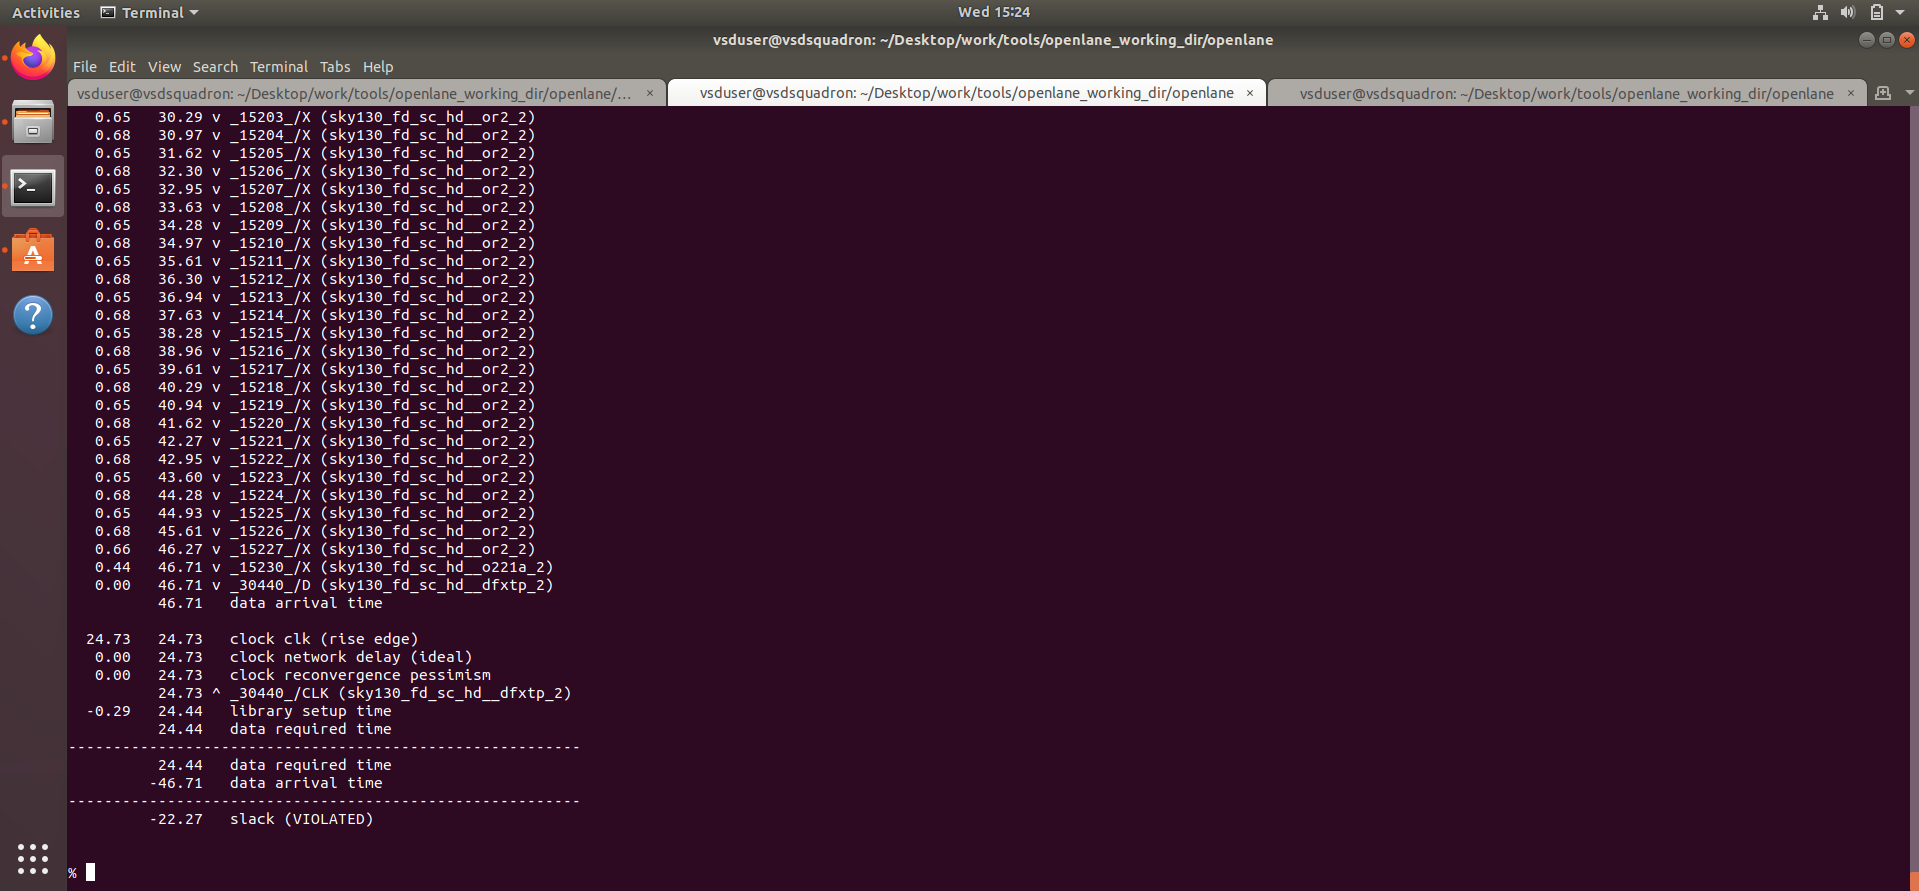 Activities
Terminal
Wed 15:24
vsduser@vsdsquadron: ~/Desktop/work/tools/openlane_working_dir/openlane
File Edit View Search Terminal Tabs Help
vsduser@vsdsquadron: ~/Desktop/work/tools/openlane_working_dir/openlane/… ×
vsduser@vsdsquadron: ~/Desktop/work/tools/openlane_working_dir/openlane ×
vsduser@vsdsquadron: ~/Desktop/work/tools/openlane_working_dir/openlane ×
0.65 30.29 v _15203_/X (sky130_fd_sc_hd__or2_2)
0.68 30.97 v _15204_/X (sky130_fd_sc_hd__or2_2)
0.65 31.62 v _15205_/X (sky130_fd_sc_hd__or2_2)
0.68 32.30 v _15206_/X (sky130_fd_sc_hd__or2_2)
0.65 32.95 v _15207_/X (sky130_fd_sc_hd__or2_2)
0.68 33.63 v _15208_/X (sky130_fd_sc_hd__or2_2)
0.65 34.28 v _15209_/X (sky130_fd_sc_hd__or2_2)
0.68 34.97 v _15210_/X (sky130_fd_sc_hd__or2_2)
0.65 35.61 v _15211_/X (sky130_fd_sc_hd__or2_2)
0.68 36.30 v _15212_/X (sky130_fd_sc_hd__or2_2)
0.65 36.94 v _15213_/X (sky130_fd_sc_hd__or2_2)
0.68 37.63 v _15214_/X (sky130_fd_sc_hd__or2_2)
0.65 38.28 v _15215_/X (sky130_fd_sc_hd__or2_2)
0.68 38.96 v _15216_/X (sky130_fd_sc_hd__or2_2)
0.65 39.61 v _15217_/X (sky130_fd_sc_hd__or2_2)
0.68 40.29 v _15218_/X (sky130_fd_sc_hd__or2_2)
0.65 40.94 v _15219_/X (sky130_fd_sc_hd__or2_2)
0.68 41.62 v _15220_/X (sky130_fd_sc_hd__or2_2)
0.65 42.27 v _15221_/X (sky130_fd_sc_hd__or2_2)
0.68 42.95 v _15222_/X (sky130_fd_sc_hd__or2_2)
0.65 43.60 v _15223_/X (sky130_fd_sc_hd__or2_2)
0.68 44.28 v _15224_/X (sky130_fd_sc_hd__or2_2)
0.65 44.93 v _15225_/X (sky130_fd_sc_hd__or2_2)
0.68 45.61 v _15226_/X (sky130_fd_sc_hd__or2_2)
0.66 46.27 v _15227_/X (sky130_fd_sc_hd__or2_2)
0.44 46.71 v _15230_/X (sky130_fd_sc_hd__o221a_2)
0.00 46.71 v _30440_/D (sky130_fd_sc_hd__dfxtp_2)
46.71 data arrival time
24.73 24.73 clock clk (rise edge)
0.00 24.73 clock network delay (ideal)
0.00 24.73 clock reconvergence pessimism
24.73 ^ _30440_/CLK (sky130_fd_sc_hd__dfxtp_2)
-0.29 24.44 library setup time
24.44 data required time
---------------------------------------------------------
24.44 data required time
-46.71 data arrival time
---------------------------------------------------------
-22.27 slack (VIOLATED)
%